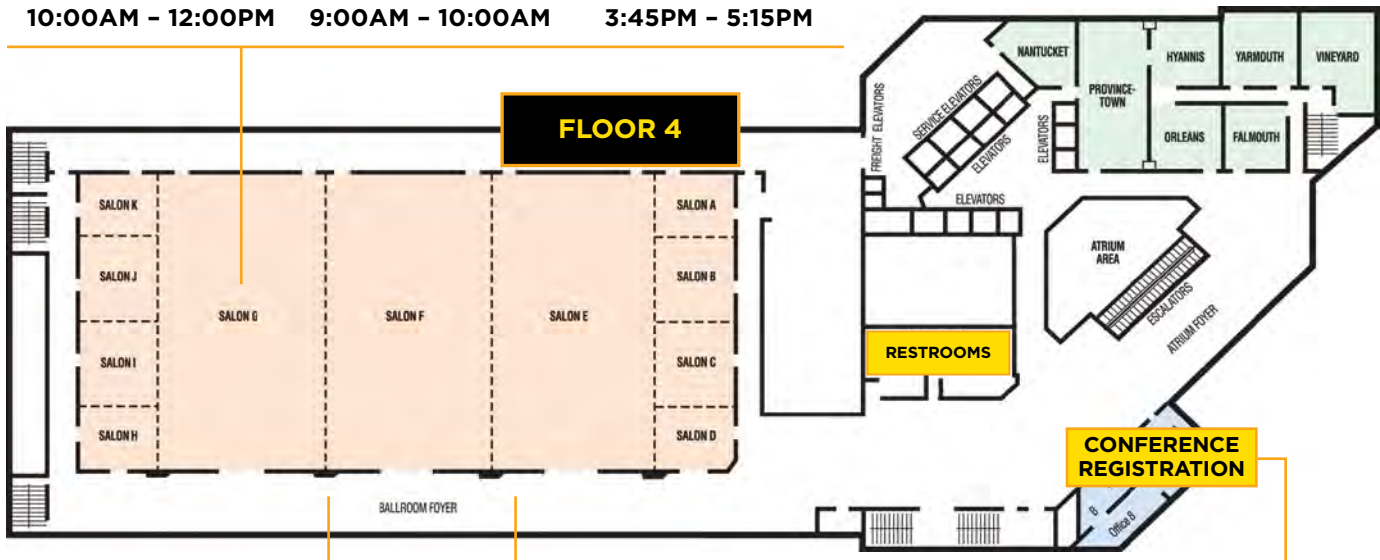 10:00AM – 12:00PM 9:00AM – 10:00AM 3:45PM – 5:15PM
FLOOR 4
NANTUCKET
PROVINCE-
TOWN
HYANNIS
YARMOUTH
VINEYARD
ORLEANS
FALMOUTH
FREIGHT ELEVATORS
SERVICE ELEVATORS
ELEVATORS
ELEVATORS
ELEVATORS
SALON K
SALON J
SALON I
SALON H
SALON G
SALON F
SALON E
SALON A
SALON B
SALON C
SALON D
ATRIUM
AREA
ESCALATORS
ATRIUM FOYER
RESTROOMS
CONFERENCE
REGISTRATION
BALLROOM FOYER
8
Office 8